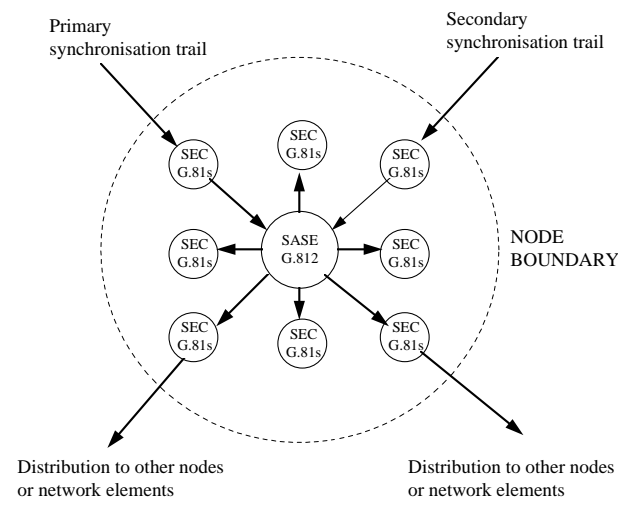 Primary
synchronisation trail
Secondary
synchronisation trail
SEC
G.81s
SEC
G.81s
SEC
G.81s
SEC
G.81s
SASE
G.812
SEC
G.81s
NODE
BOUNDARY
SEC
G.81s
SEC
G.81s
SEC
G.81s
Distribution to other nodes
or network elements
Distribution to other nodes
or network elements